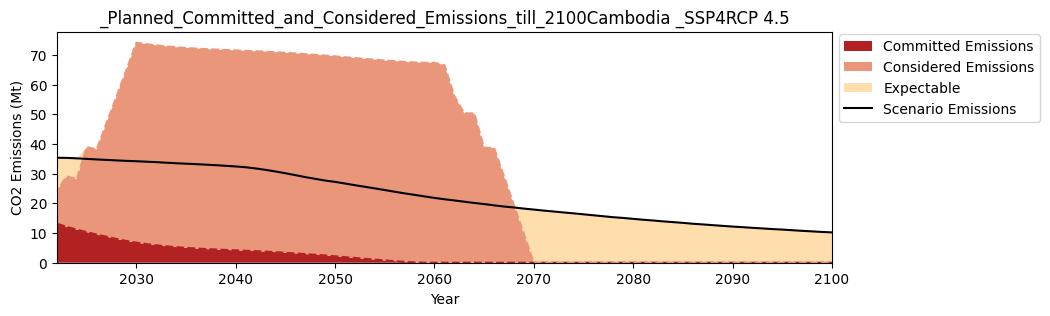 _Planned_Committed_and_Considered_Emissions_till_2100Cambodia _SSP4RCP 4.5
Committed Emissions
Considered Emissions
Expectable
Scenario Emissions
CO2 Emissions (Mt)
70
60
50
40
30
20
10
0
2030 2040 2050 2060 2070 2080 2090 2100
Year